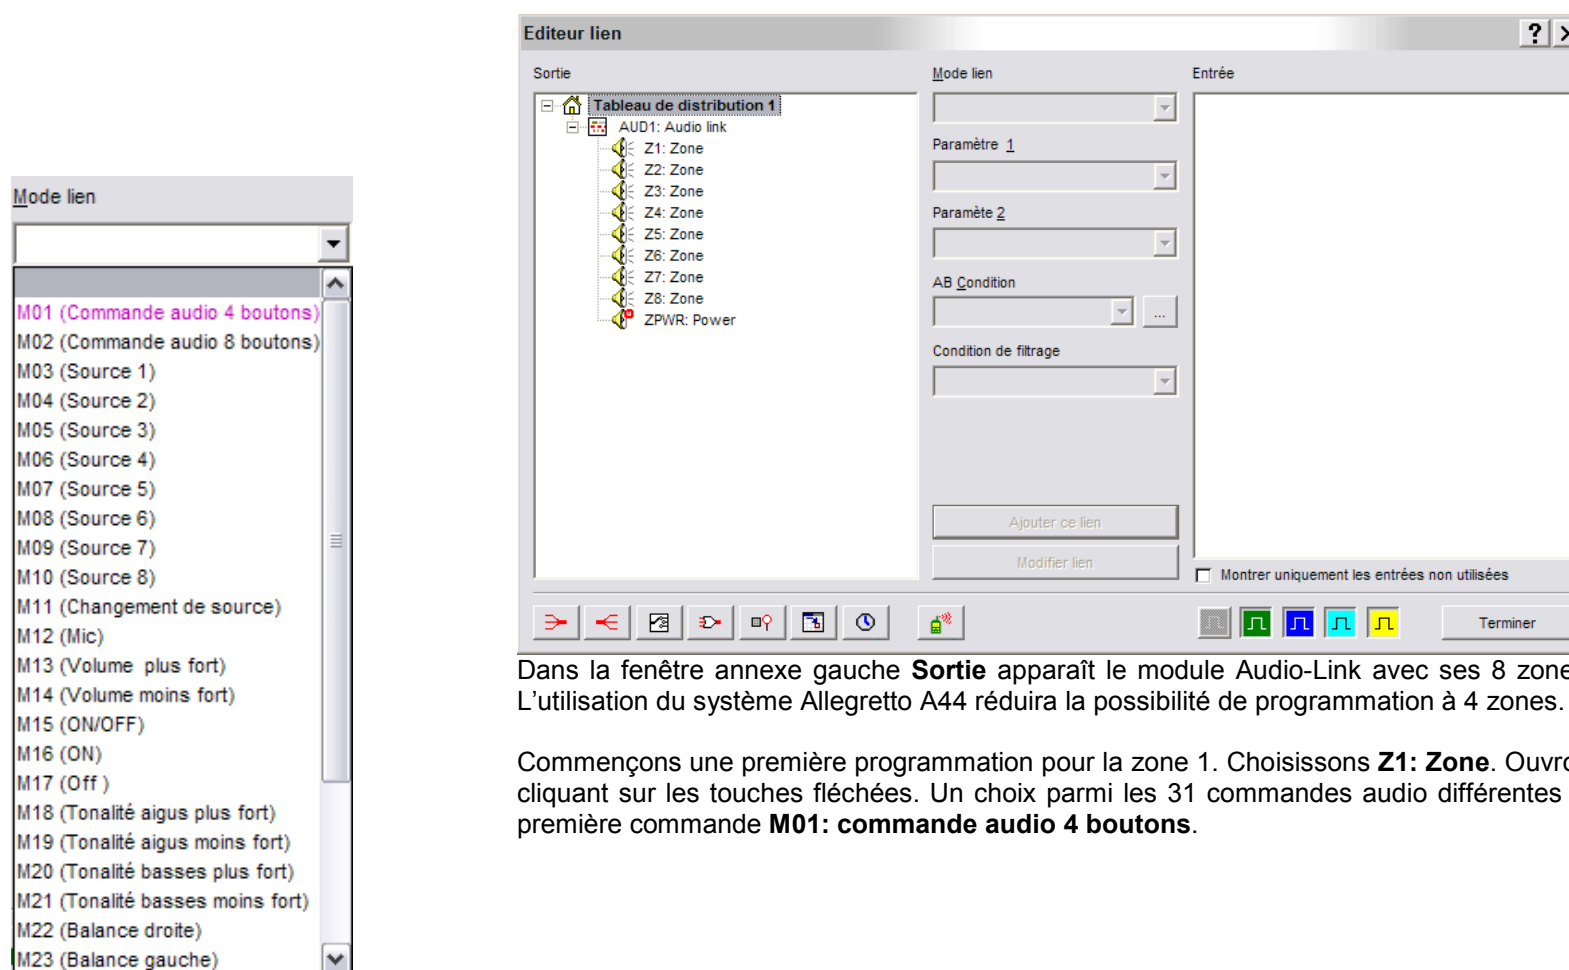 Mode lien
M01 (Commande audio 4 boutons)
M02 (Commande audio 8 boutons)
M03 (Source 1)
M04 (Source 2)
M05 (Source 3)
M06 (Source 4)
M07 (Source 5)
M08 (Source 6)
M09 (Source 7)
M10 (Source 8)
M11 (Changement de source)
M12 (Mic)
M13 (Volume  plus fort)
M14 (Volume moins fort)
M15 (ON/OFF)
M16 (ON)
M17 (Off )
M18 (Tonalité aigus plus fort)
M19 (Tonalité aigus moins fort)
M20 (Tonalité basses plus fort)
M21 (Tonalité basses moins fort)
M22 (Balance droite)
M23 (Balance gauche)
Editeur lien
Sortie
Tableau de distribution 1
AUD1: Audio link
Z1: Zone
Z2: Zone
Z3: Zone
Z4: Zone
Z5: Zone
Z6: Zone
Z7: Zone
Z8: Zone
ZPWR: Power
Mode lien
Paramètre 1
Paramète 2
AB Condition
...
Condition de filtrage
Ajouter ce lien
Modifier lien
Entrée
Montrer uniquement les entrées non utilisées
Terminer
Dans la fenêtre annexe gauche Sortie apparaît le module Audio-Link avec ses 8 zone
L'utilisation du système Allegretto A44 réduira la possibilité de programmation à 4 zones.
Commençons une première programmation pour la zone 1. Choisissons Z1: Zone. Ouvro
cliquant sur les touches fléchées. Un choix parmi les 31 commandes audio différentes
première commande M01: commande audio 4 boutons.